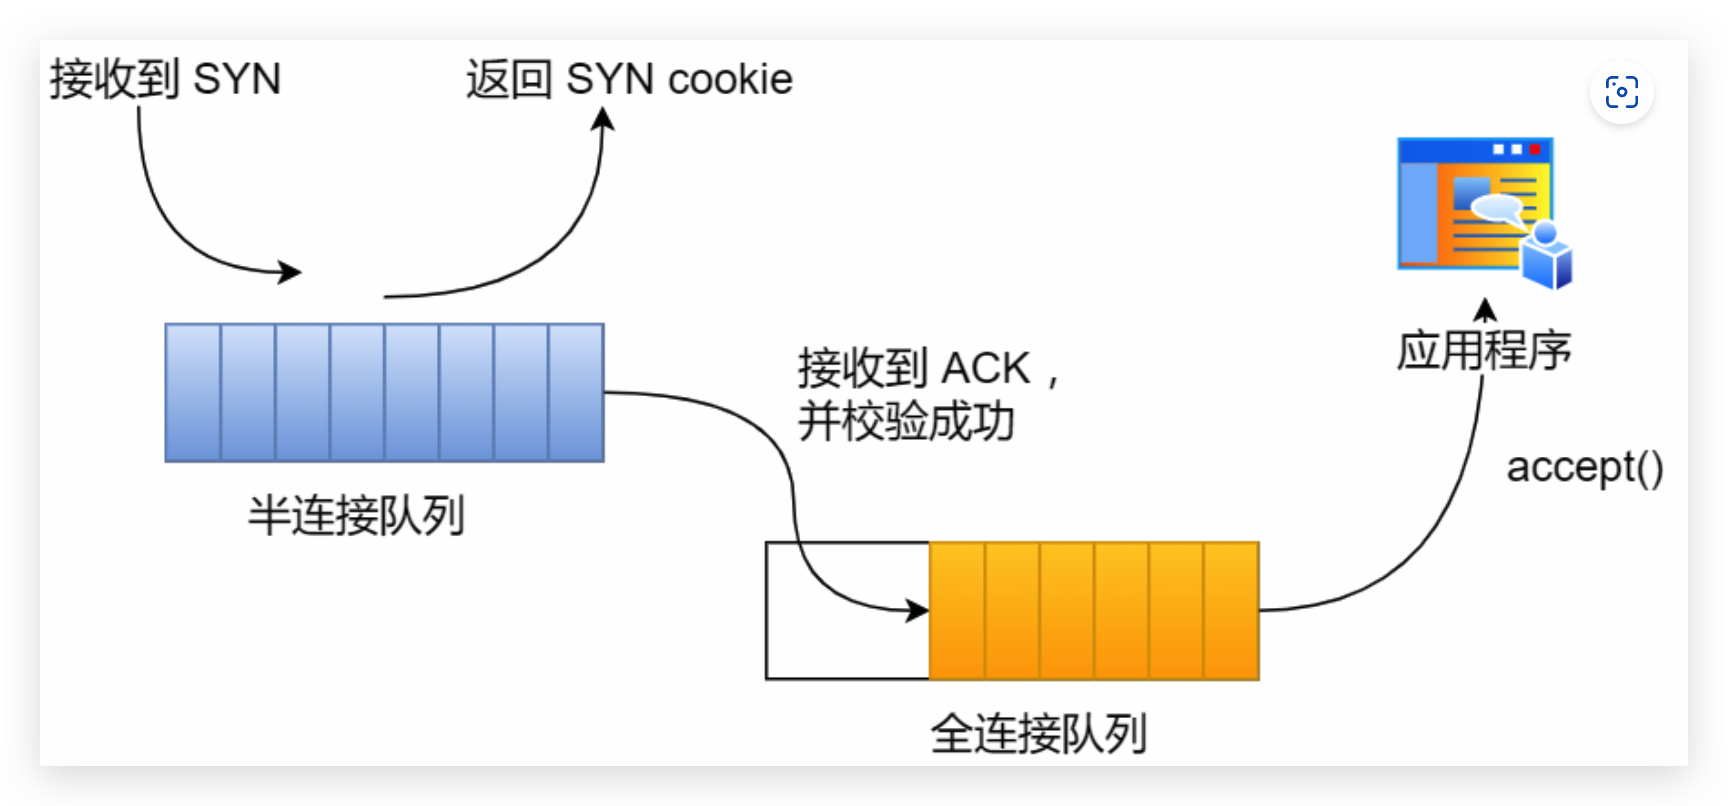 接收到 SYN
返回 SYN cookie
接收到 ACK，
并校验成功
应用程序
accept()
半连接队列
全连接队列